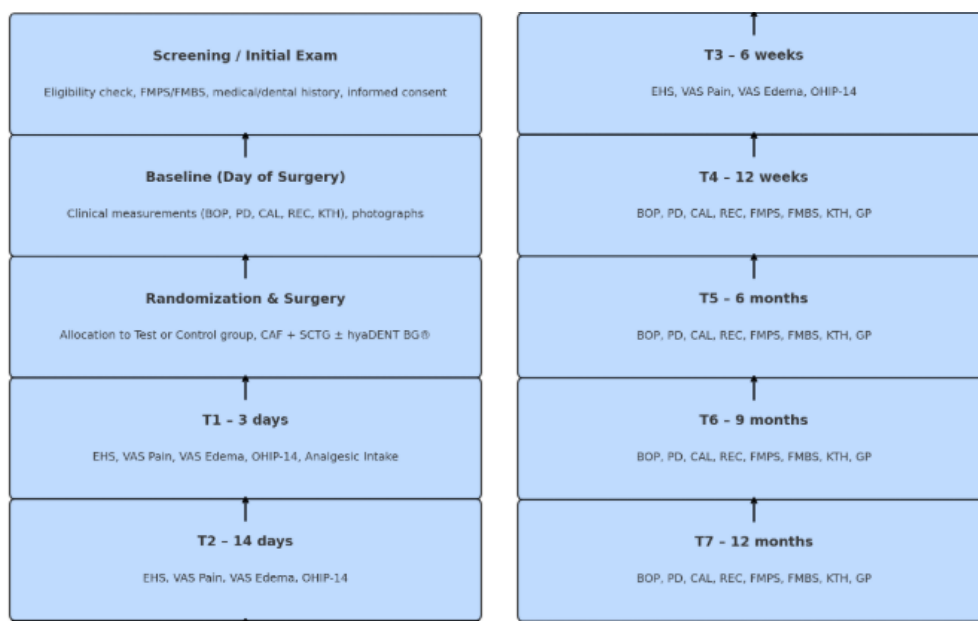 Screening / Initial Exam
Eligibility check, FMPS/FMBS, medical/dental history, informed consent
Baseline (Day of Surgery)
Clinical measurements (BOP, PD, CAL, REC, KTH), photographs
Randomization & Surgery
Allocation to Test or Control group, CAF + SCTG ± hyaDENT BG®
T1 – 3 days
EHS, VAS Pain, VAS Edema, OHIP-14, Analgesic Intake
T2 – 14 days
EHS, VAS Pain, VAS Edema, OHIP-14
T3 – 6 weeks
EHS, VAS Pain, VAS Edema, OHIP-14
T4 – 12 weeks
BOP, PD, CAL, REC, FMPS, FMBS, KTH, GP
T5 – 6 months
BOP, PD, CAL, REC, FMPS, FMBS, KTH, GP
T6 – 9 months
BOP, PD, CAL, REC, FMPS, FMBS, KTH, GP
T7 – 12 months
BOP, PD, CAL, REC, FMPS, FMBS, KTH, GP